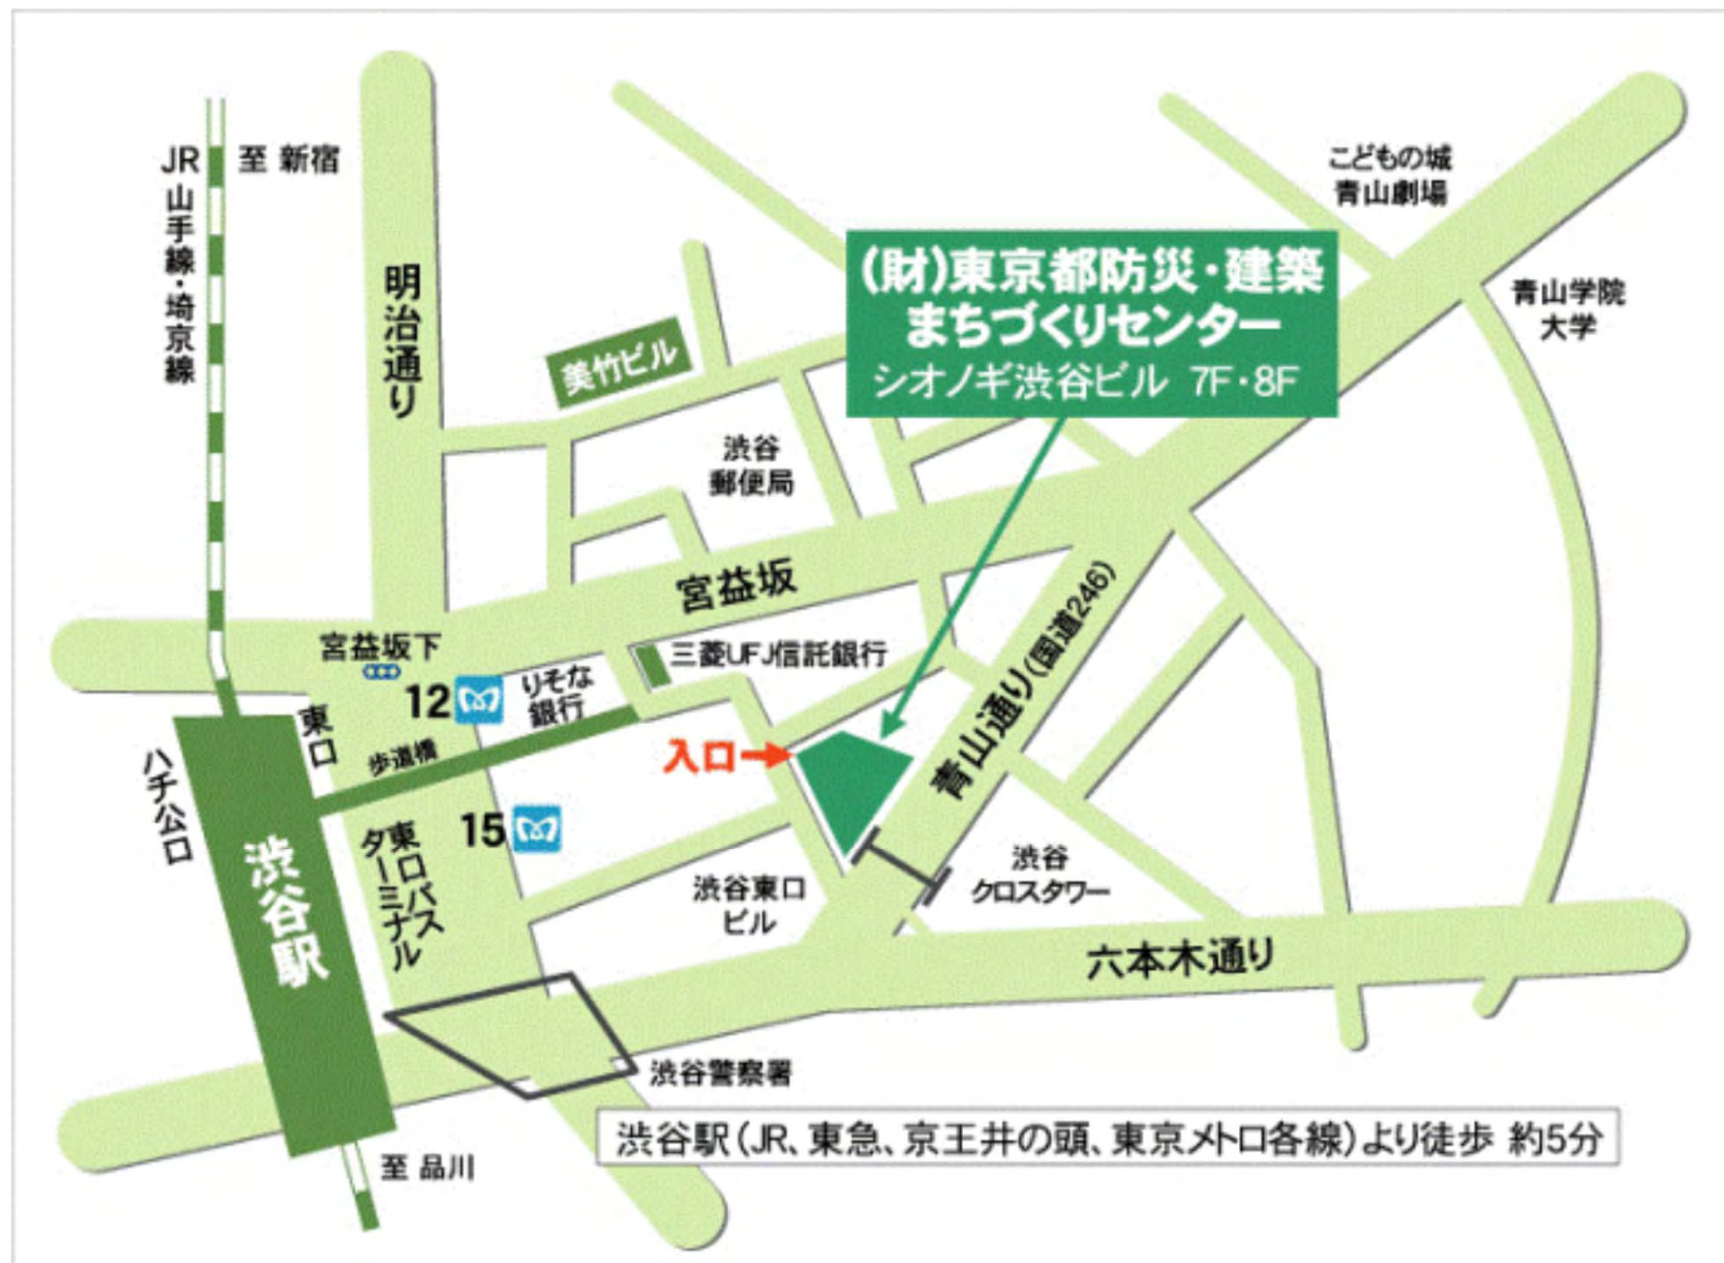 JR
山手線・埼京線
至 新宿
明治通り
こどもの城
青山劇場
(財)東京都防災・建築
まちづくりセンター
シオノギ渋谷ビル 7F・8F
青山学院
大学
美竹ビル
渋谷
郵便局
宮益坂
青山通り(国道246)
宮益坂下
三菱UFJ信託銀行
12
りそな
銀行
東口
歩道橋
入口
ハチ公口
渋谷駅
15
東口バス
ターミナル
渋谷東口
ビル
渋谷
クロスタワー
六本木通り
渋谷警察署
渋谷駅(JR、東急、京王井の頭、東京メトロ各線)より徒歩 約5分
至 品川